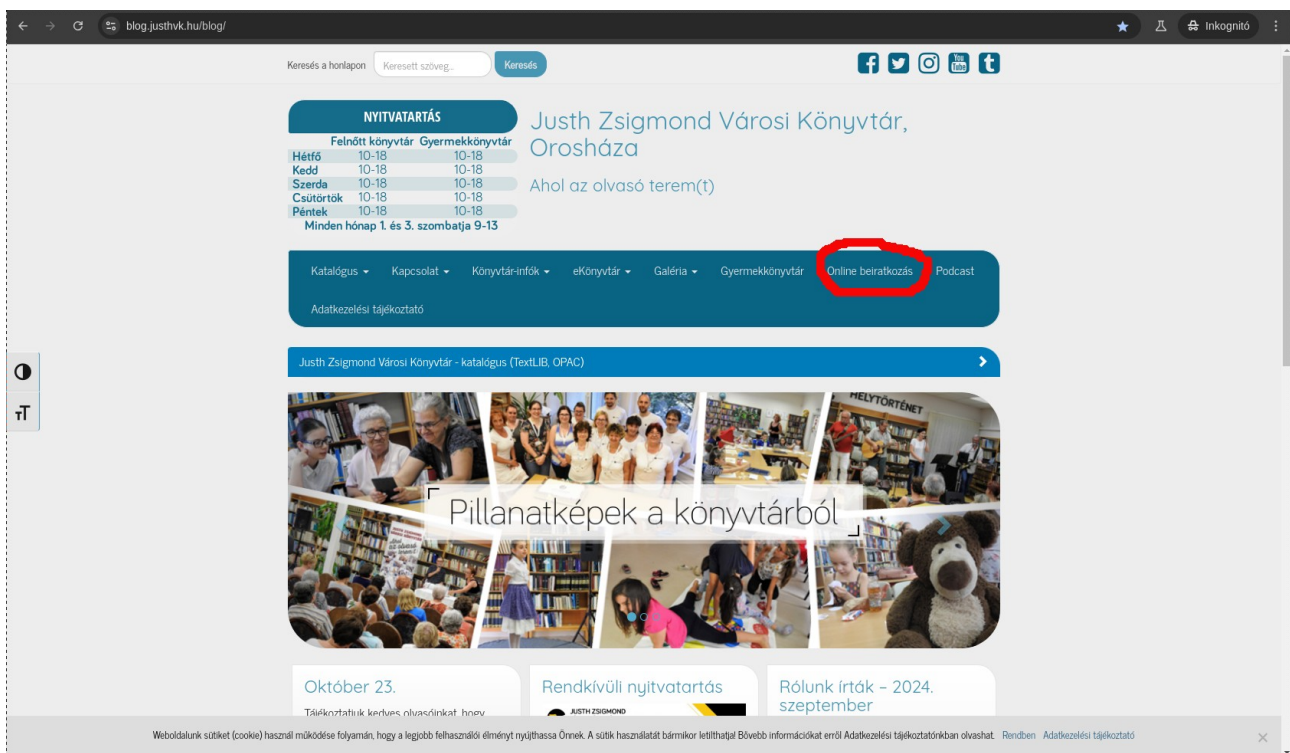 blog.justhvk.hu/blog/
Inkognitó
Keresés a honlapon
Keresett szöveg...
Keresés
You
Tube
NYITVATARTÁS
Felnőtt könyvtár Gyermekkönyvtár
Hétfő 10-18 10-18
Kedd 10-18 10-18
Szerda 10-18 10-18
Csütörtök 10-18 10-18
Péntek 10-18 10-18
Minden hónap 1. és 3. szombatja 9-13
Justh Zsigmond Városi Könyvtár,
Orosháza
Ahol az olvasó terem(t)
Katalógus Kapcsolat Könyvtár-infók eKönyvtár Galéria Gyermekkönyvtár Online beiratkozás Podcast
Adatkezelési tájékoztató
Justh Zsigmond Városi Könyvtár - katalógus (TextLIB, OPAC)
HELYTÖRTÉNET
Pillanatképek a könyvtárból
Október 23.
Tájékoztatjuk kedves olvasóinkat, hogy
Rendkívüli nyitvatartás
JUSTH ZSIGMOND
Rólunk írták – 2024.
szeptember
Weboldalunk sütiket (cookie) használ működése folyamán, hogy a legjobb felhasználói élményt nyújthassa Önnek. A sütik használatát bármikor letilthatja! Bővebb információkat erről Adatkezelési tájékoztatónkban olvashat. Rendben Adatkezelési tájékoztató